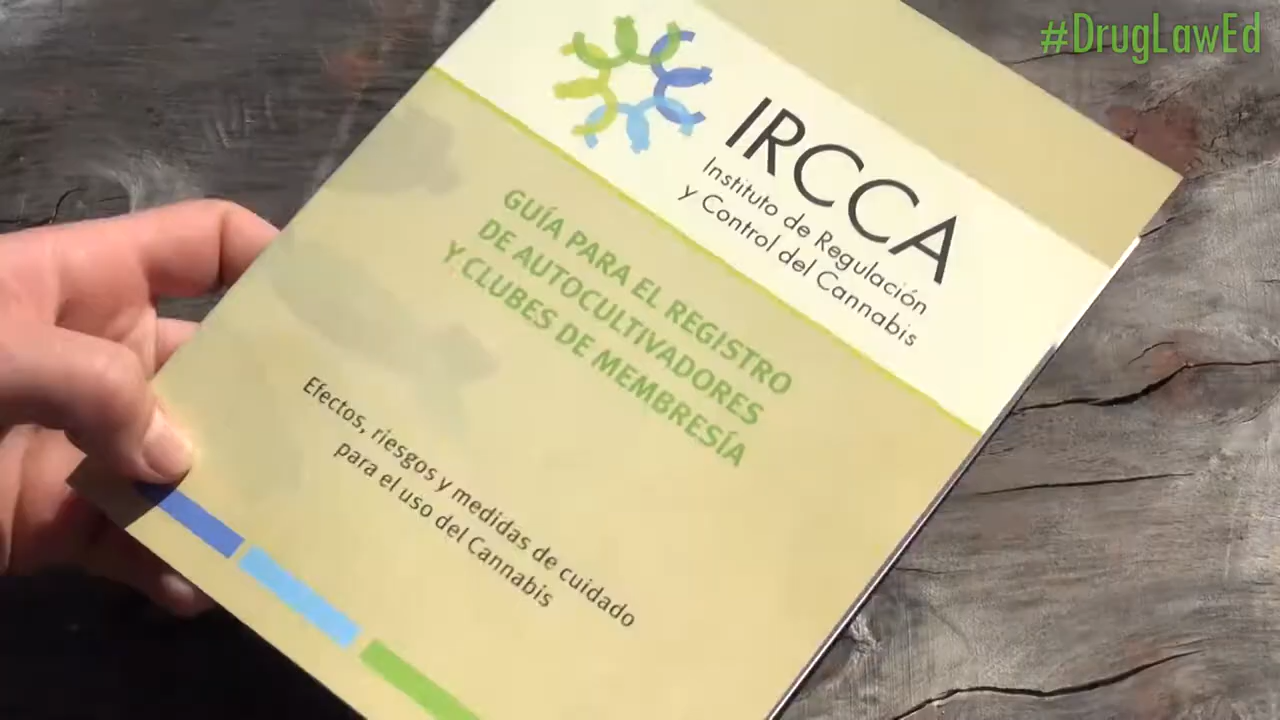 #DrugLawEd
IRCCA
Instituto de Regulación
y Control del Cannabis
GUÍA PARA EL REGISTRO
DE AUTOCULTIVADORES
Y CLUBES DE MEMBRESÍA
Efectos, riesgos y medidas de cuidado
para el uso del Cannabis